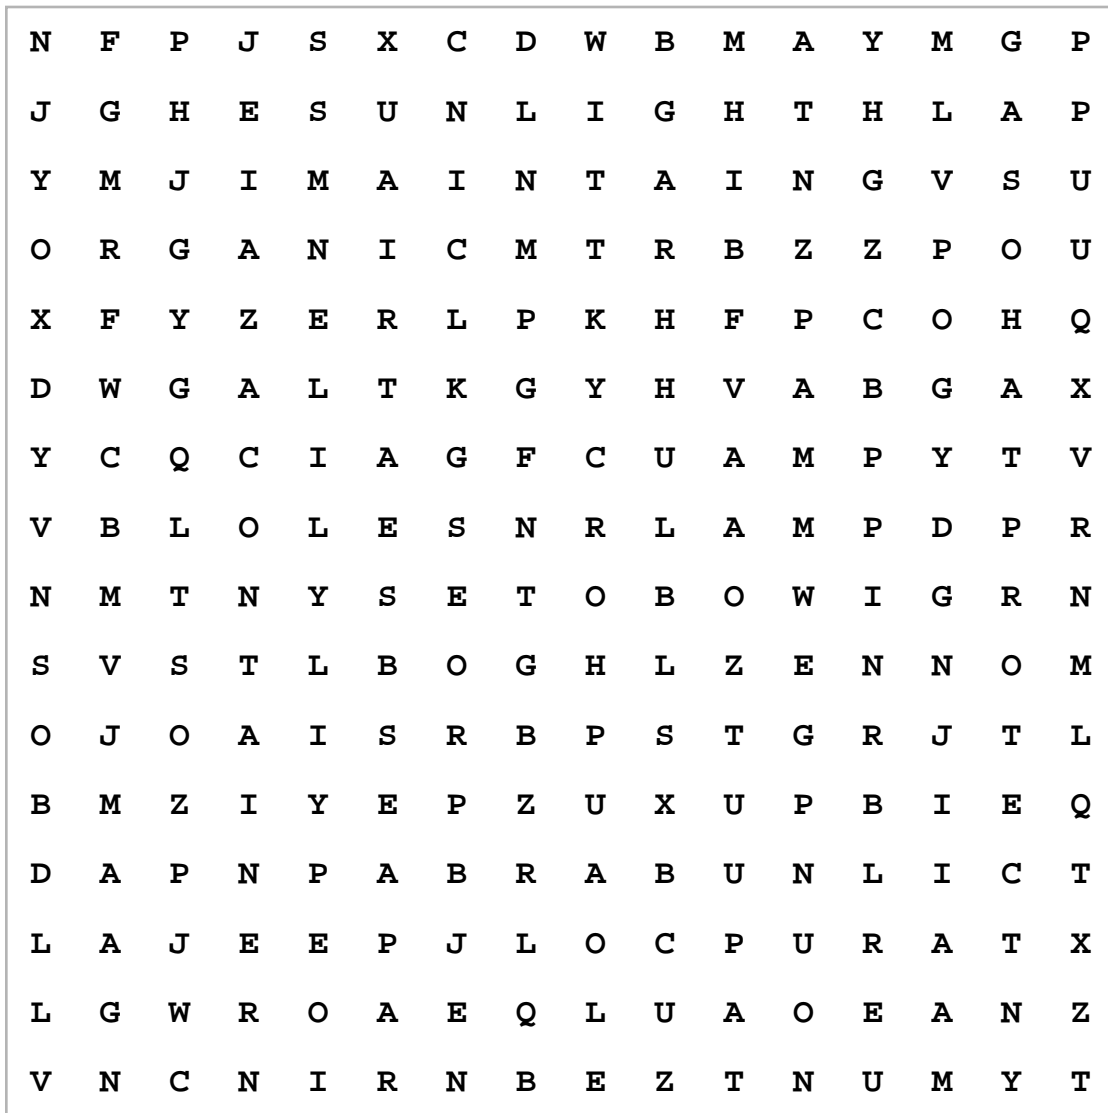 N F P J S X C D W B M A Y M G P
J G H E S U N L I G H T H L A P
Y M J I M A I N T A I N G V S U
O R G A N I C M T R B Z Z P O U
X F Y Z E R L P K H F P C O H Q
D W G A L T K G Y H V A B G A X
Y C Q C I A G F C U A M P Y T V
V B L O L E S N R L A M P D P R
N M T N Y S E T O B O W I G R N
S V S T L B O G H L Z E N N O M
O J O A I S R B P S T G R J T L
B M Z I Y E P Z U X U P B I E Q
D A P N P A B R A B U N L I C T
L A J E E P J L O C P U R A T X
L G W R O A E Q L U A O E A N Z
V N C N I R N B E Z T N U M Y T